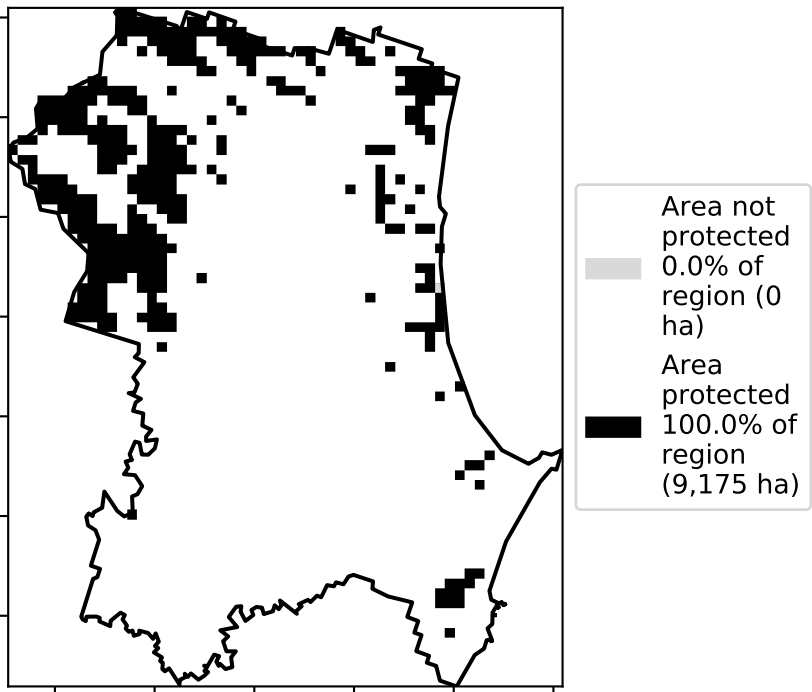 Area not
protected
0.0% of
region (0
ha)
Area
protected
100.0% of
region
(9,175 ha)